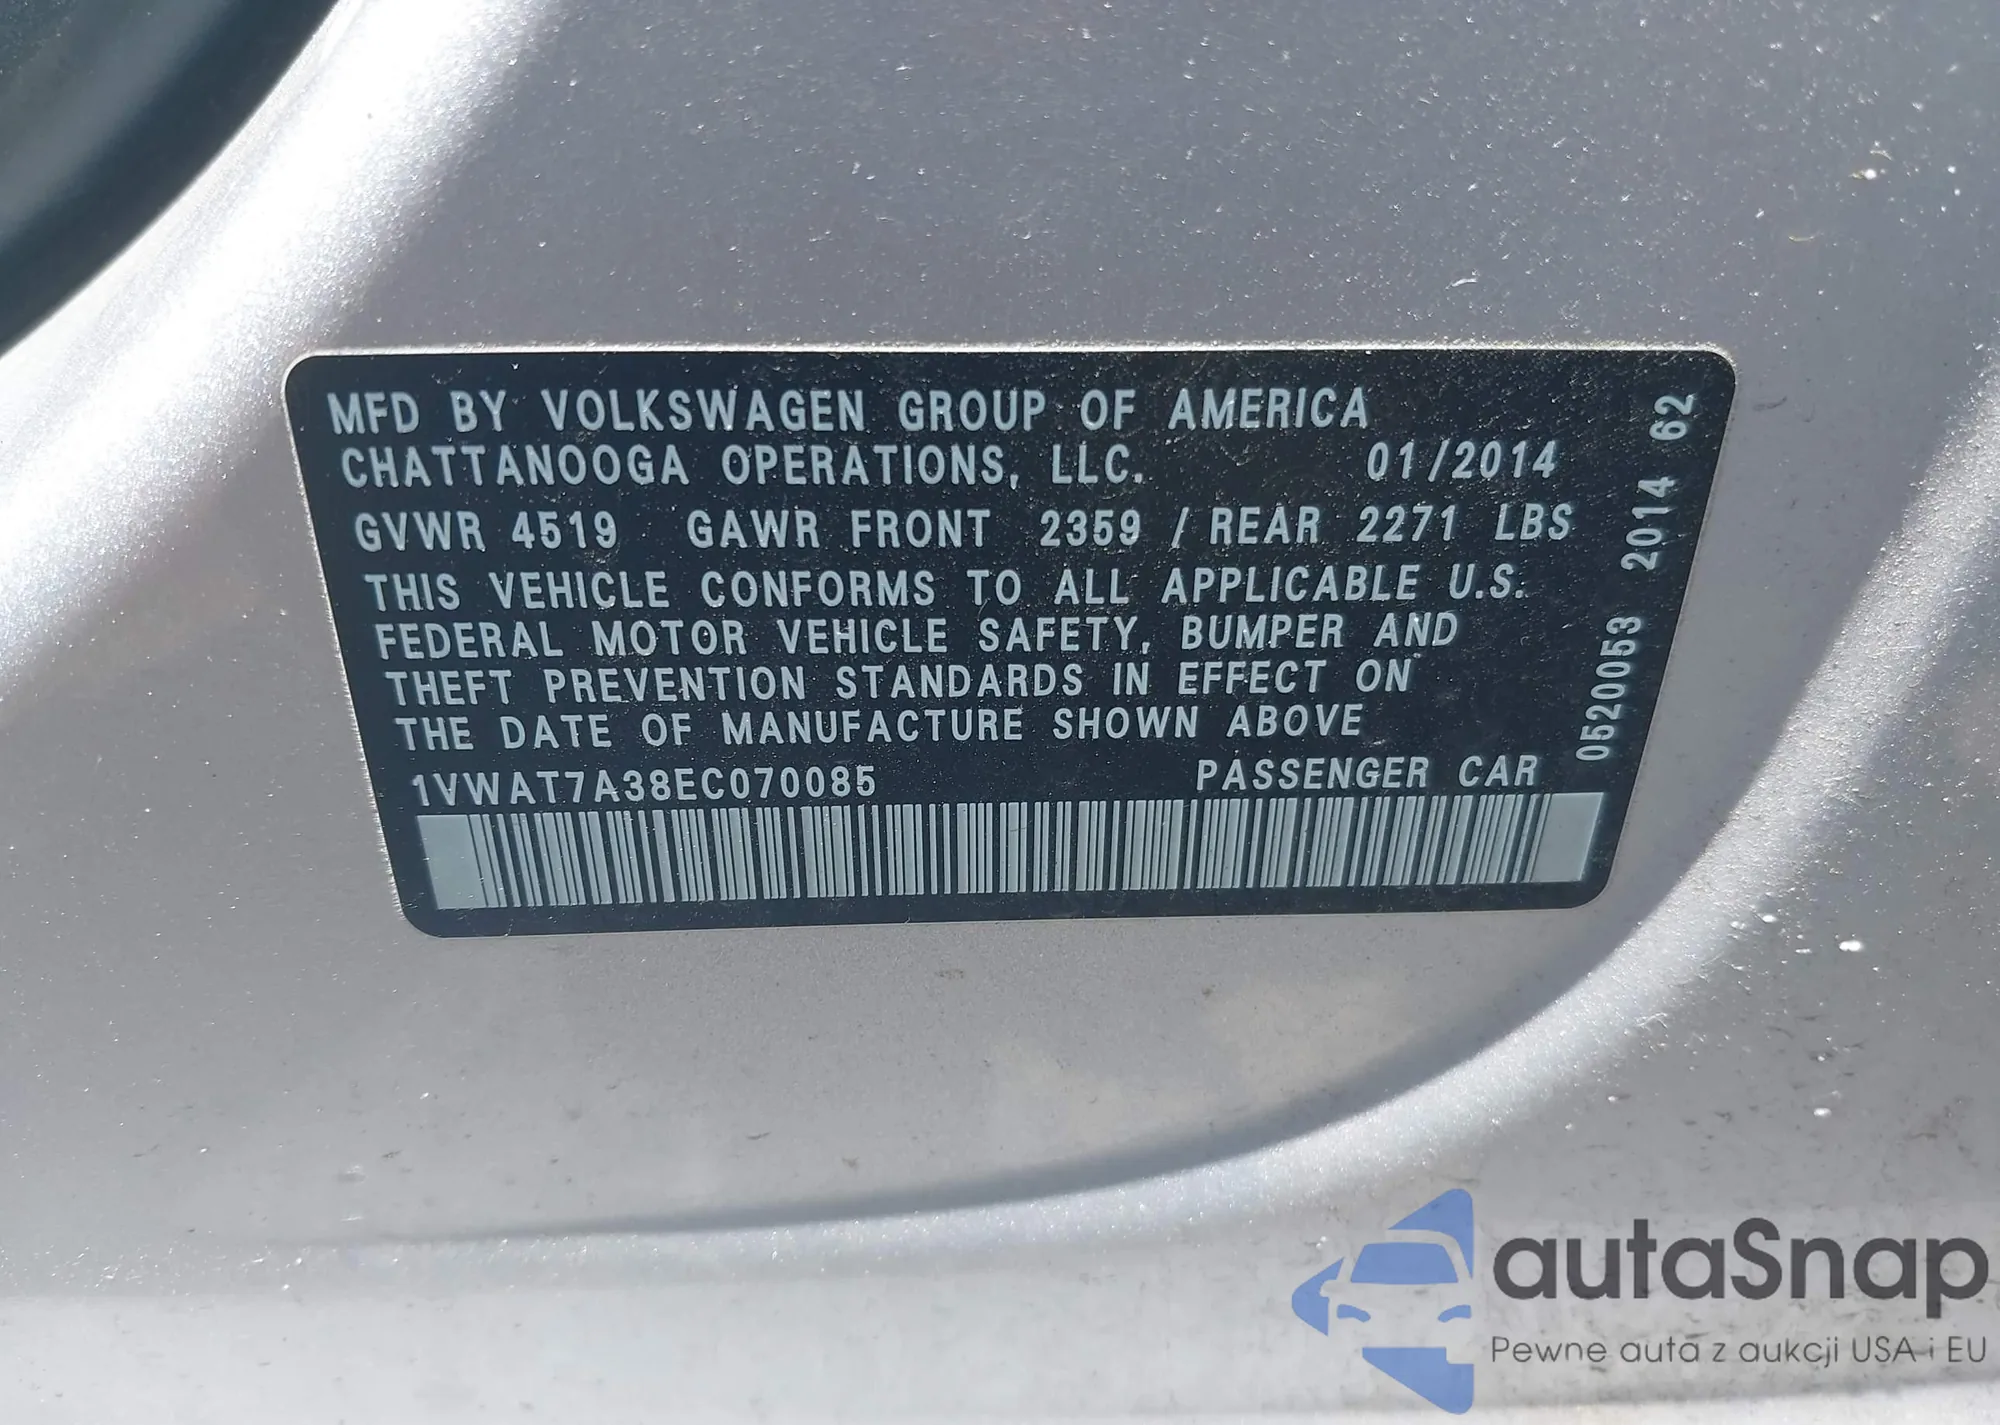 MFD BY VOLKSWAGEN GROUP OF AMERICA
CHATTANOOGA OPERATIONS, LLC. 01/2014
GVWR 4519 GAWR FRONT 2359 / REAR 2271 LBS
THIS VEHICLE CONFORMS TO ALL APPLICABLE U.S.
FEDERAL MOTOR VEHICLE SAFETY, BUMPER AND
THEFT PREVENTION STANDARDS IN EFFECT ON
THE DATE OF MANUFACTURE SHOWN ABOVE
1VWAT7A38EC070085 PASSENGER CAR
0520053 2014 62
autaSnap
Pewne auta z aukcji USA i EU